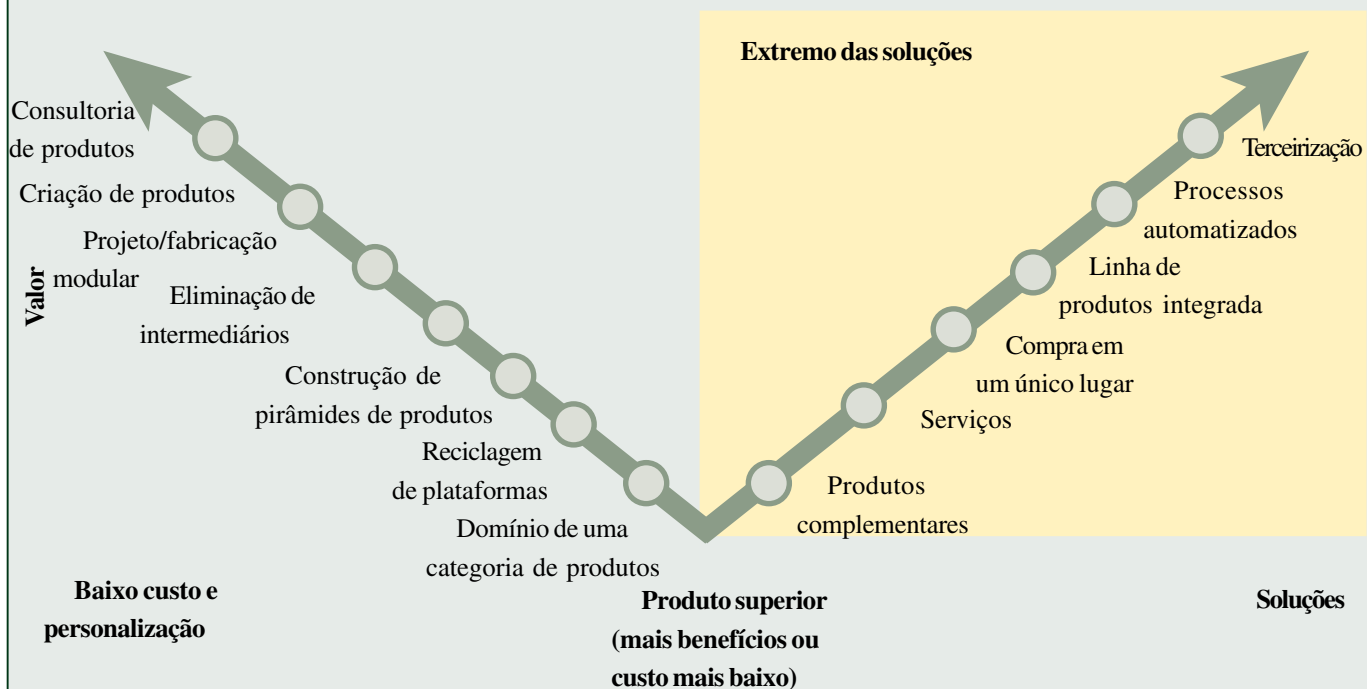 Extremo das soluções
Consultoria
de produtos
Criação de produtos
Projeto/fabricação
modular
Eliminação de
intermediários
Construção de
pirâmides de produtos
Reciclagem
de plataformas
Domínio de uma
categoria de produtos
Valor
Terceirização
Processos
automatizados
Linha de
produtos integrada
Compra em
um único lugar
Serviços
Produtos
complementares
Baixo custo e
personalização
Produto superior
(mais benefícios ou
custo mais baixo)
Soluções